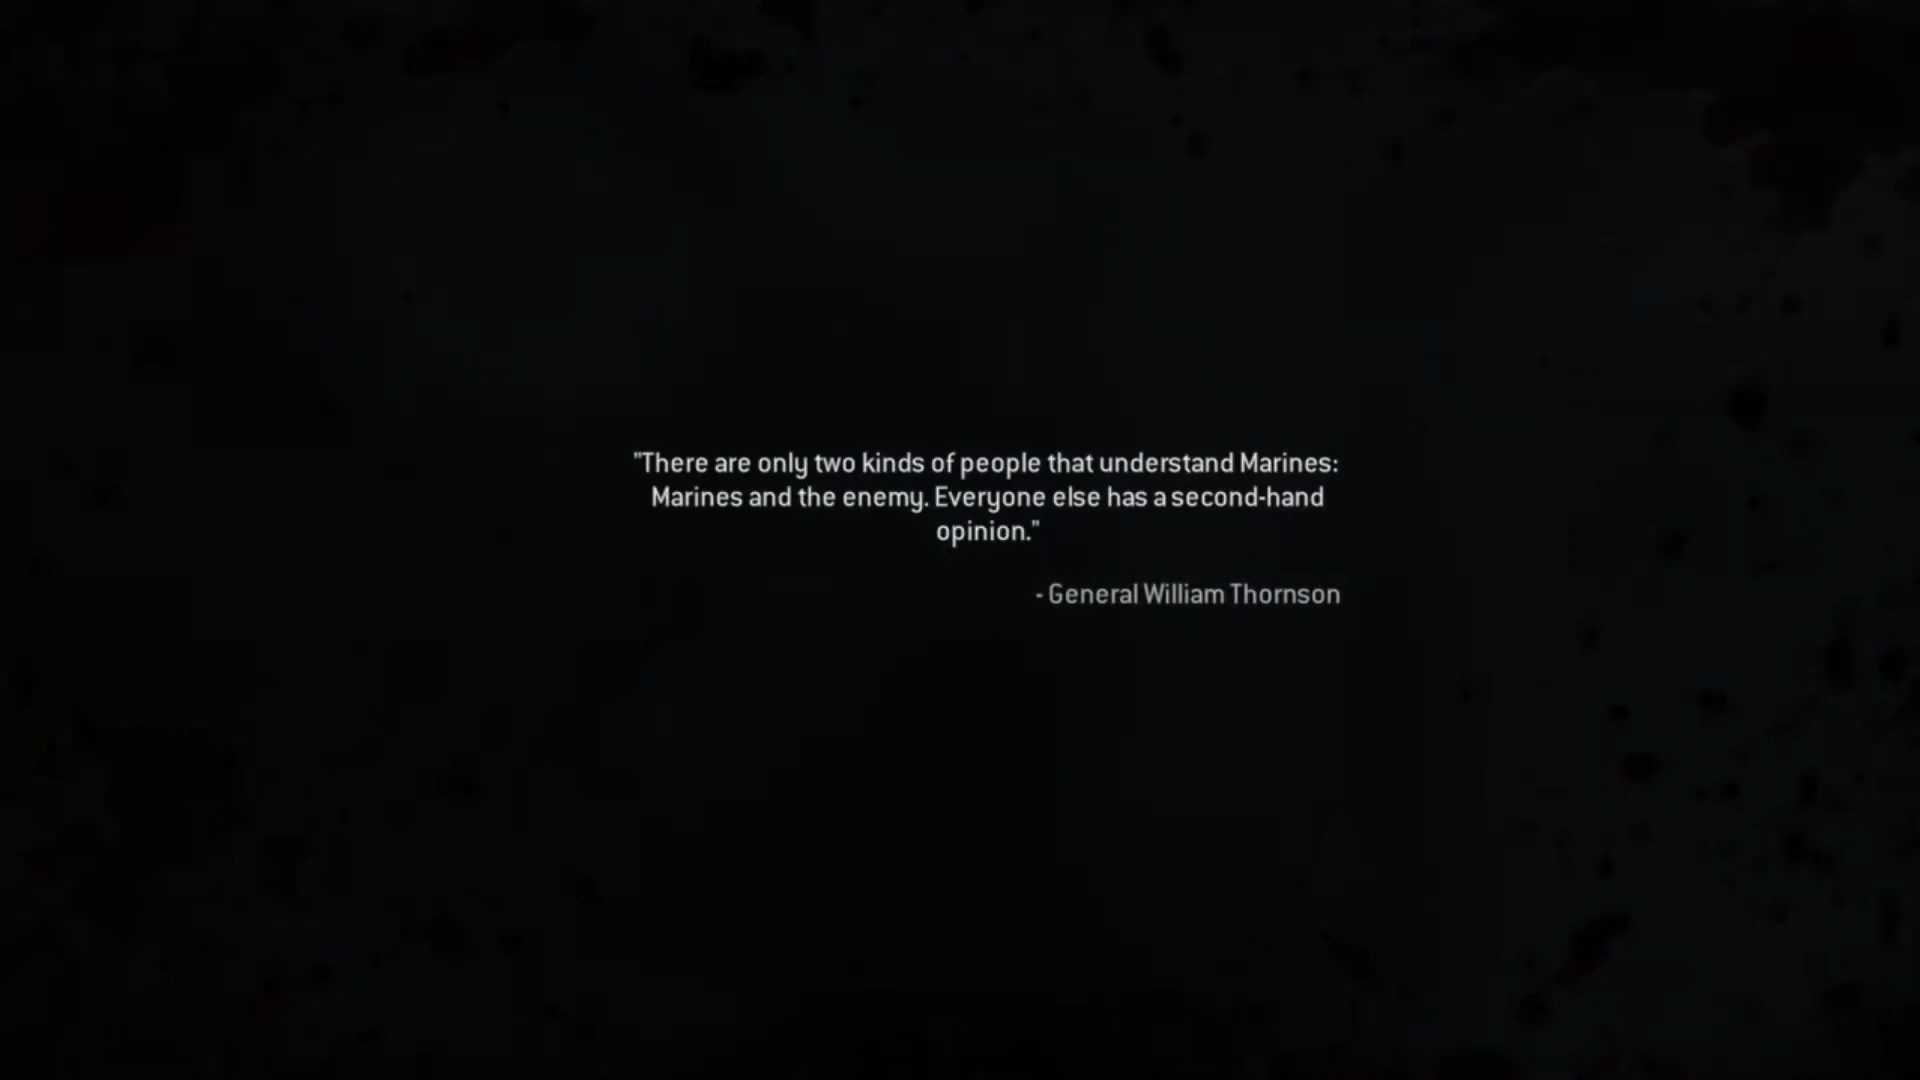 "There are only two kinds of people that understand Marines:
Marines and the enemy. Everyone else has a second-hand
opinion."
- General William Thornson